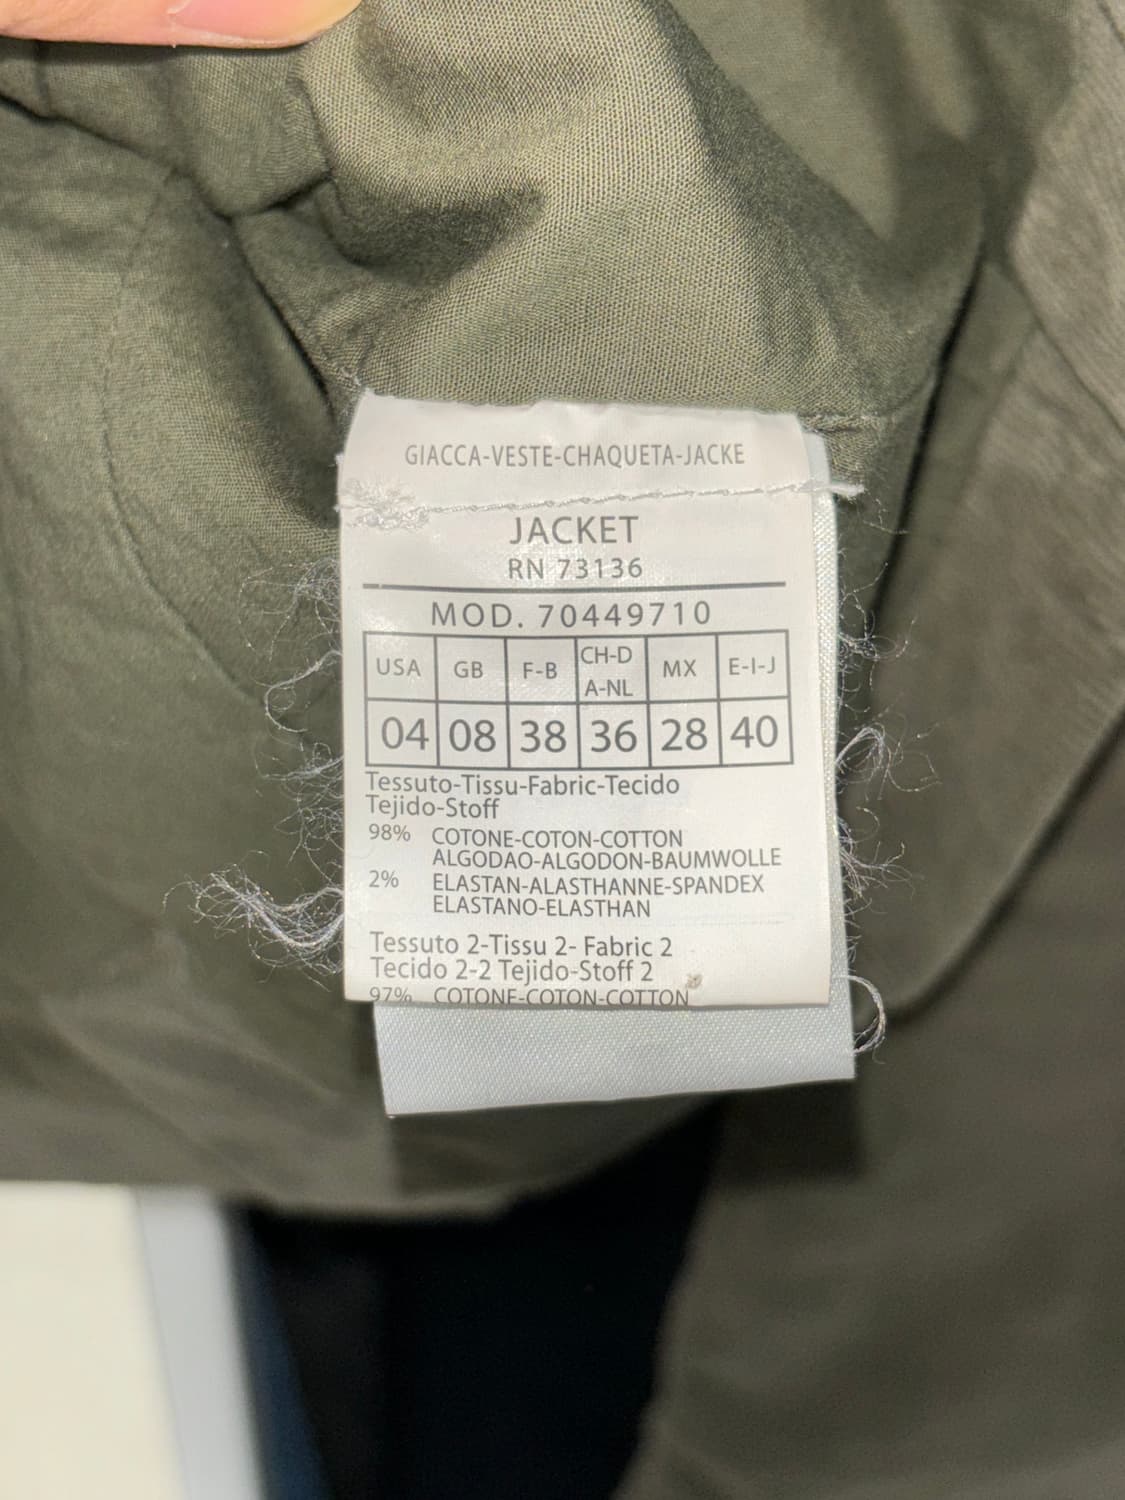 GIACCA-VESTE-CHAQUETA-JACKE
JACKET
RN 73136
MOD. 70449710
USA GB F-B CH-D A-NL MX E-I-J
04 08 38 36 28 40
Tessuto-Tissu-Fabric-Tecido
Tejido-Stoff
98% COTONE-COTON-COTTON
ALGODAO-ALGODON-BAUMWOLLE
2% ELASTAN-ALASTHANNE-SPANDEX
ELASTANO-ELASTHAN
Tessuto 2-Tissu 2- Fabric 2
Tecido 2-2 Tejido-Stoff 2
97% COTONE-COTON-COTTON